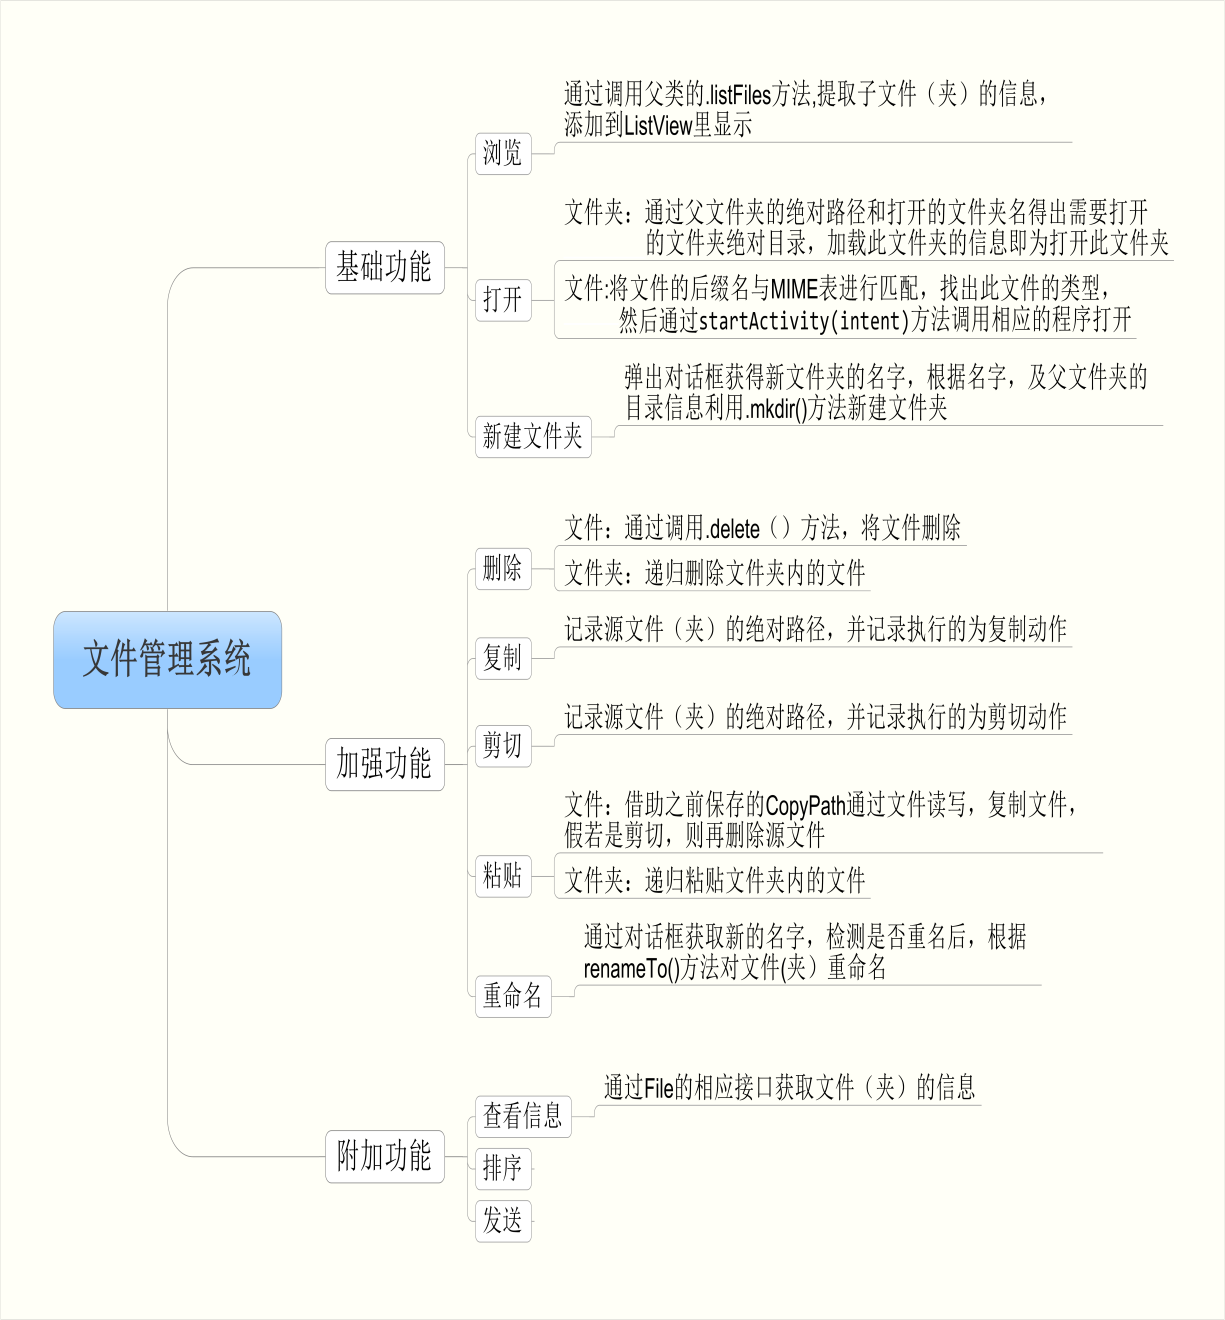 文件管理系统
基础功能
浏览
通过调用父类的.listFiles方法,提取子文件（夹）的信息，
添加到ListView里显示
打开
文件夹：通过父文件夹的绝对路径和打开的文件夹名得出需要打开
的文件夹绝对目录，加载此文件夹的信息即为打开此文件夹
文件:将文件的后缀名与MIME表进行匹配，找出此文件的类型，
然后通过startActivity(intent)方法调用相应的程序打开
新建文件夹
弹出对话框获得新文件夹的名字，根据名字，及父文件夹的
目录信息利用.mkdir()方法新建文件夹
加强功能
删除
文件：通过调用.delete（）方法，将文件删除
文件夹：递归删除文件夹内的文件
复制
记录源文件（夹）的绝对路径，并记录执行的为复制动作
剪切
记录源文件（夹）的绝对路径，并记录执行的为剪切动作
粘贴
文件：借助之前保存的CopyPath通过文件读写，复制文件，
假若是剪切，则再删除源文件
文件夹：递归粘贴文件夹内的文件
重命名
通过对话框获取新的名字，检测是否重名后，根据
renameTo()方法对文件(夹）重命名
附加功能
查看信息
通过File的相应接口获取文件（夹）的信息
排序
发送